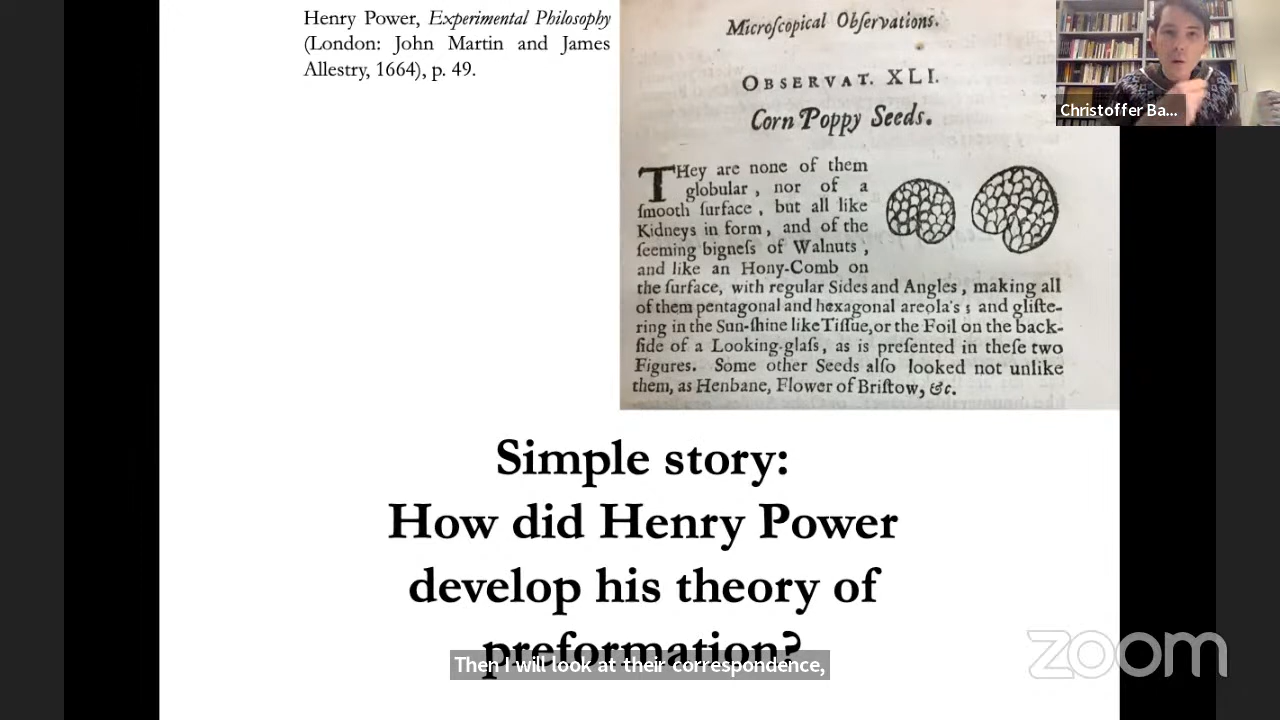 Henry Power, Experimental Philosophy
(London: John Martin and James
Allestry, 1664), p. 49.
Microſcopical Obſervations.
OBSERVAT. XLI.
Corn Poppy Seeds.
THey are none of them
globular, nor of a
ſmooth ſurface, but all like
Kidneys in form, and of the
ſeeming bigneſs of Walnuts,
and like an Hony-Comb on
the ſurface, with regular Sides and Angles, making all
of them pentagonal and hexagonal areola's; and gliſte-
ring in the Sun-ſhine like Tiſſue, or the Foil on the back-
ſide of a Looking-glaſs, as is preſented in theſe two
Figures. Some other Seeds alſo looked not unlike
them, as Henbane, Flower of Briſtow, &c.
Christoffer Ba...
Simple story:
How did Henry Power
develop his theory of
preformation?
Then I will look at their correspondence,
zoom